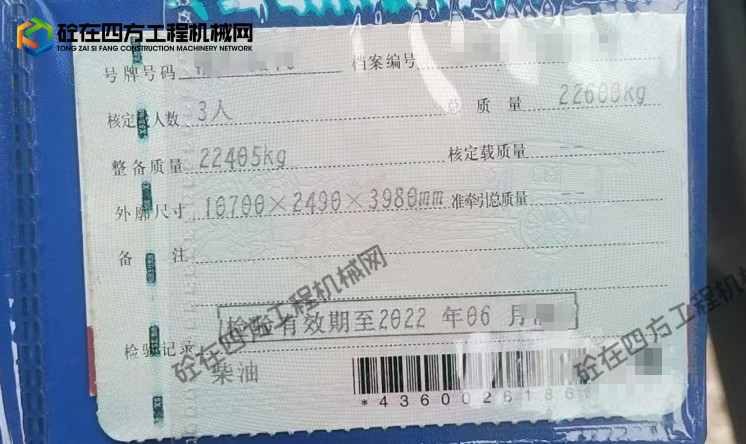 砼在四方工程机械网
TONG ZAI SI FANG CONSTRUCTION MACHINERY NETWORK
号牌号码 档案编号
核定载人数 3人 总质量 22600kg
整备质量 22405kg 核定载质量 --
外廓尺寸 10700×2490×3980mm 准牵引总质量 --
备注
砼在四方工程机械网
砼在四方工程机械网
检验有效期至2022年06月
检验记录
柴油
*4360026186